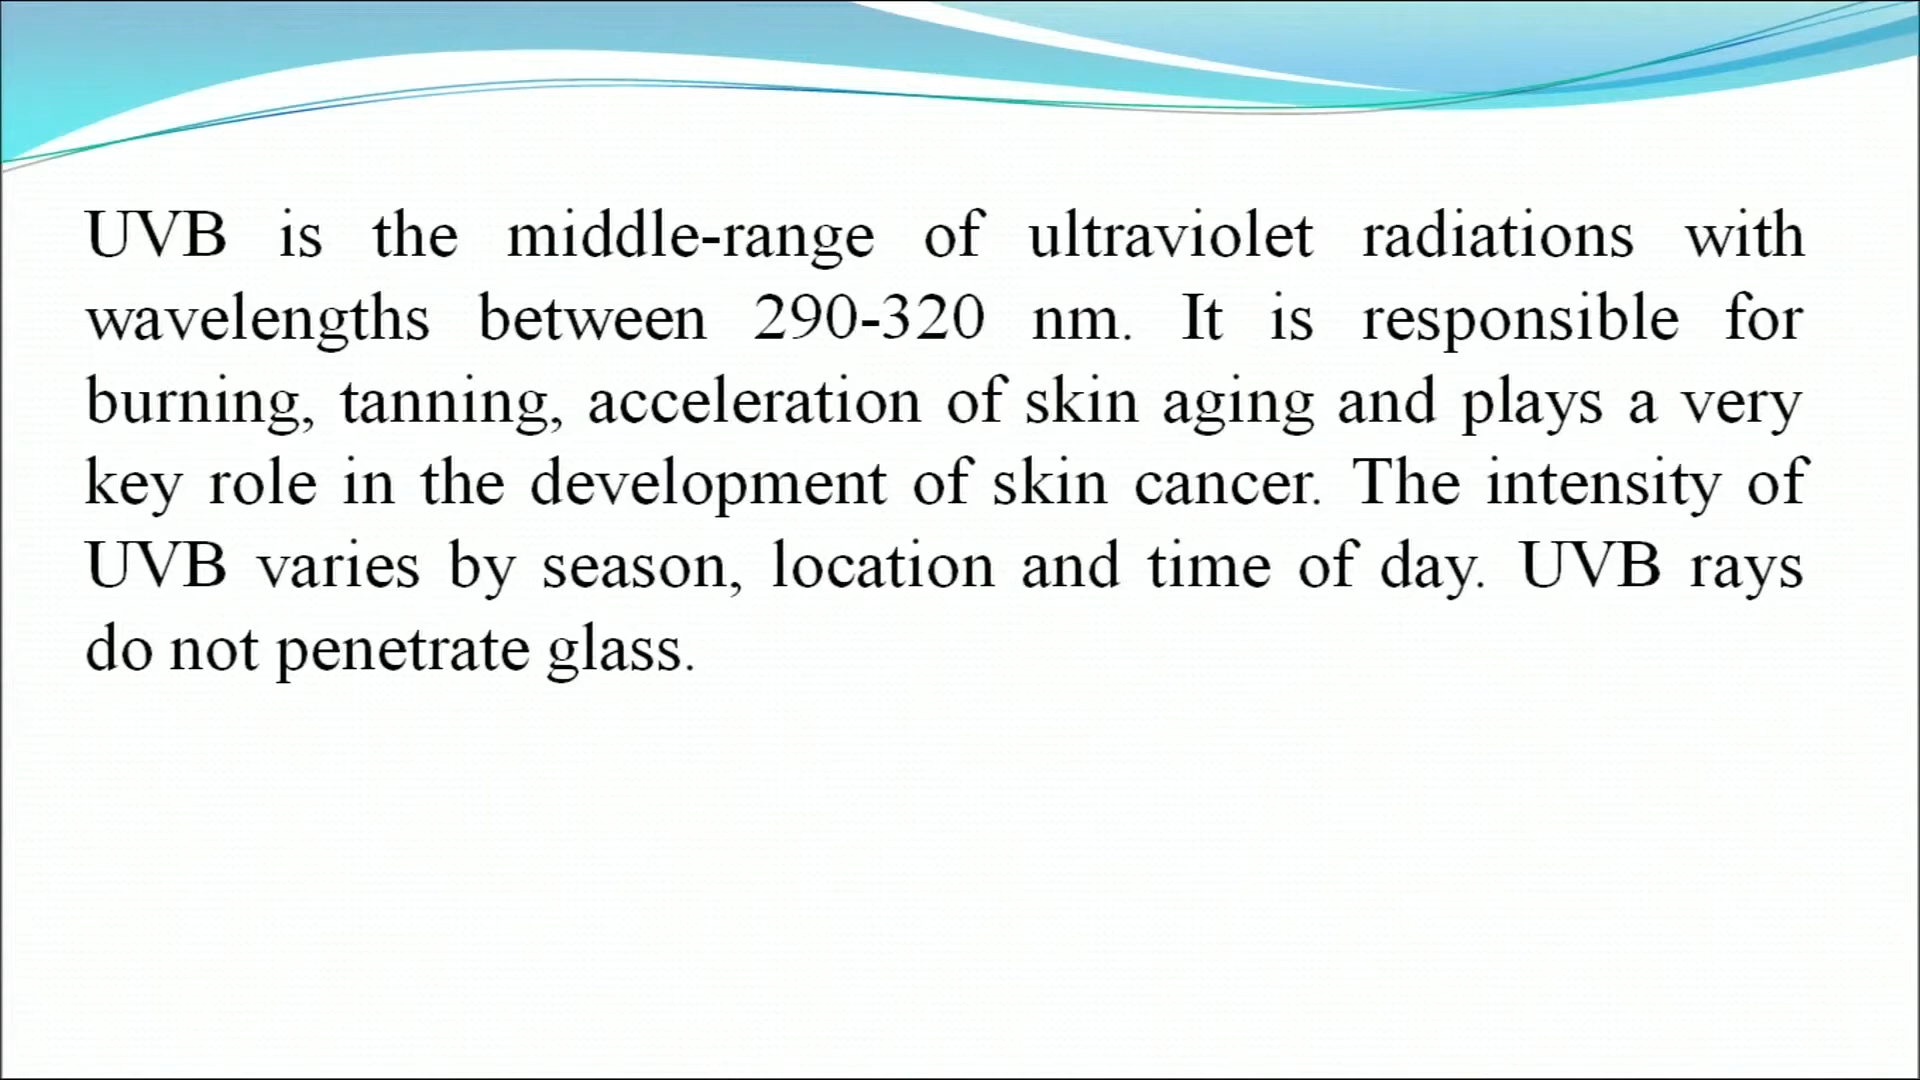 UVB is the middle-range of ultraviolet radiations with
wavelengths between 290-320 nm. It is responsible for
burning, tanning, acceleration of skin aging and plays a very
key role in the development of skin cancer. The intensity of
UVB varies by season, location and time of day. UVB rays
do not penetrate glass.